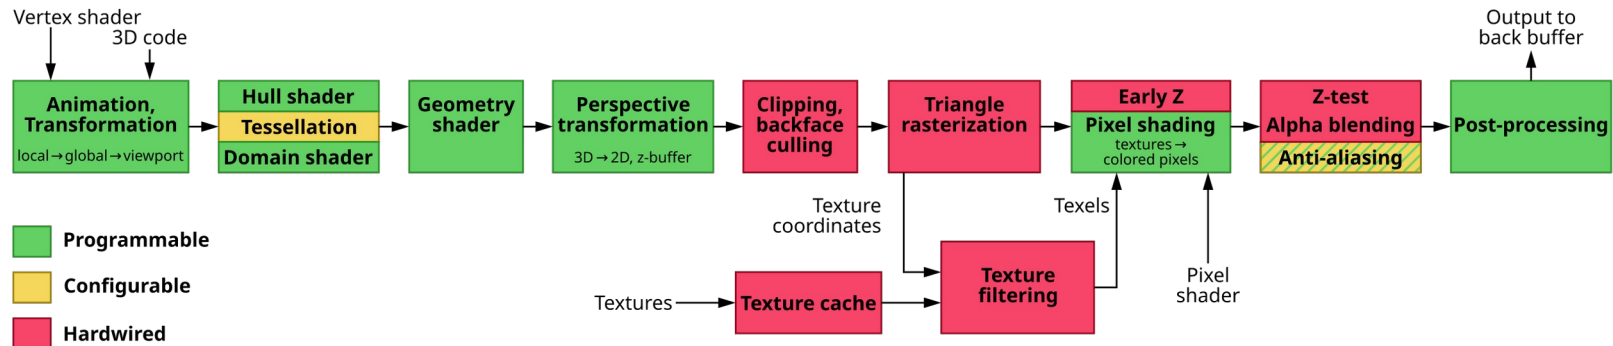 Vertex shader
3D code
Output to
back buffer
Animation,
Transformation
local→global→viewport
Hull shader
Tessellation
Domain shader
Geometry
shader
Perspective
transformation
3D→2D, z-buffer
Clipping,
backface
culling
Triangle
rasterization
Early Z
Pixel shading
textures→
colored pixels
Z-test
Alpha blending
Anti-aliasing
Post-processing
Texture
coordinates
Texels
Textures
Texture cache
Texture
filtering
Pixel
shader
Programmable
Configurable
Hardwired